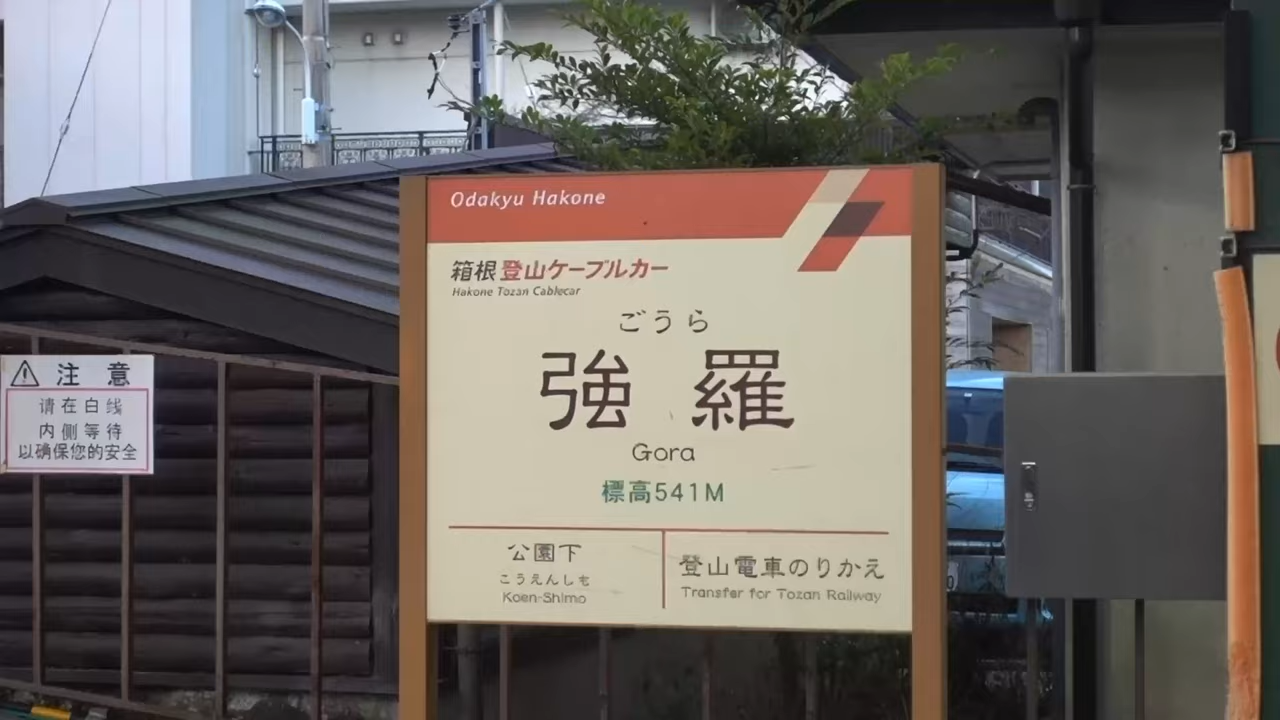 Odakyu Hakone
箱根登山ケーブルカー
Hakone Tozan Cablecar
ごうら
強 羅
Gora
標高541M
公園下
こうえんしも
Koen-Shimo
登山電車のりかえ
Transfer for Tozan Railway
注 意
请在白线
内侧等待
以确保您的安全